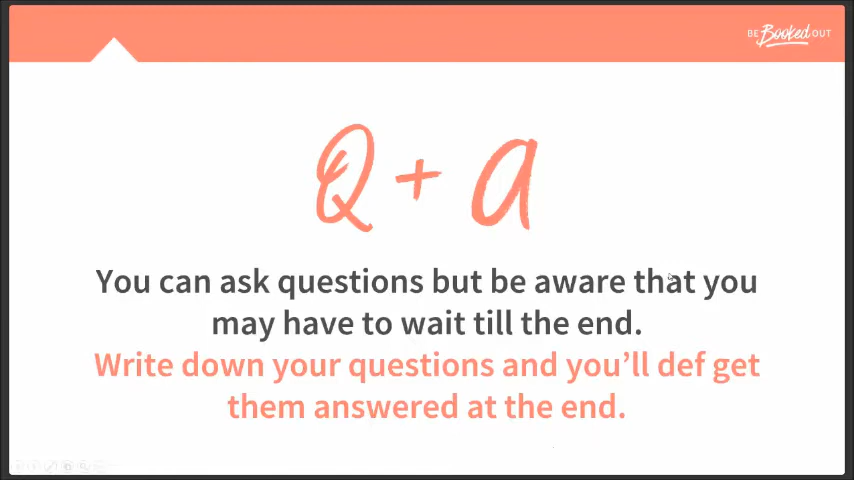 BE Booked OUT
Q + a
You can ask questions but be aware that you
may have to wait till the end.
Write down your questions and you'll def get
them answered at the end.